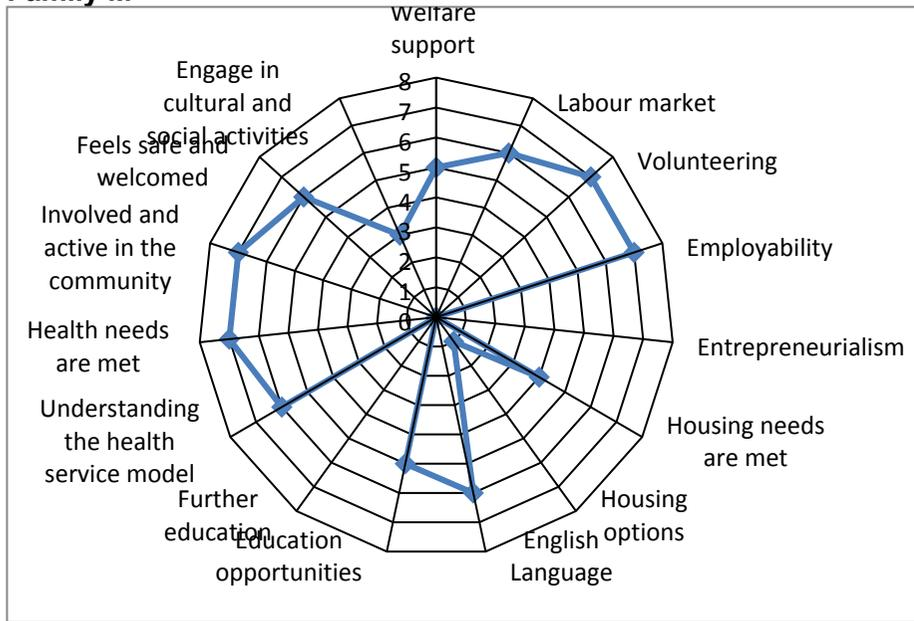 Welfare
support
Labour market
Volunteering
Employability
Entrepreneurialism
Housing needs
are met
Housing
options
English
Language
Education
opportunities
Further
education
Understanding
the health
service model
Health needs
are met
Involved and
active in the
community
Feels safe and
welcomed
Engage in
cultural and
social activities
8
7
6
5
4
3
2
1
0